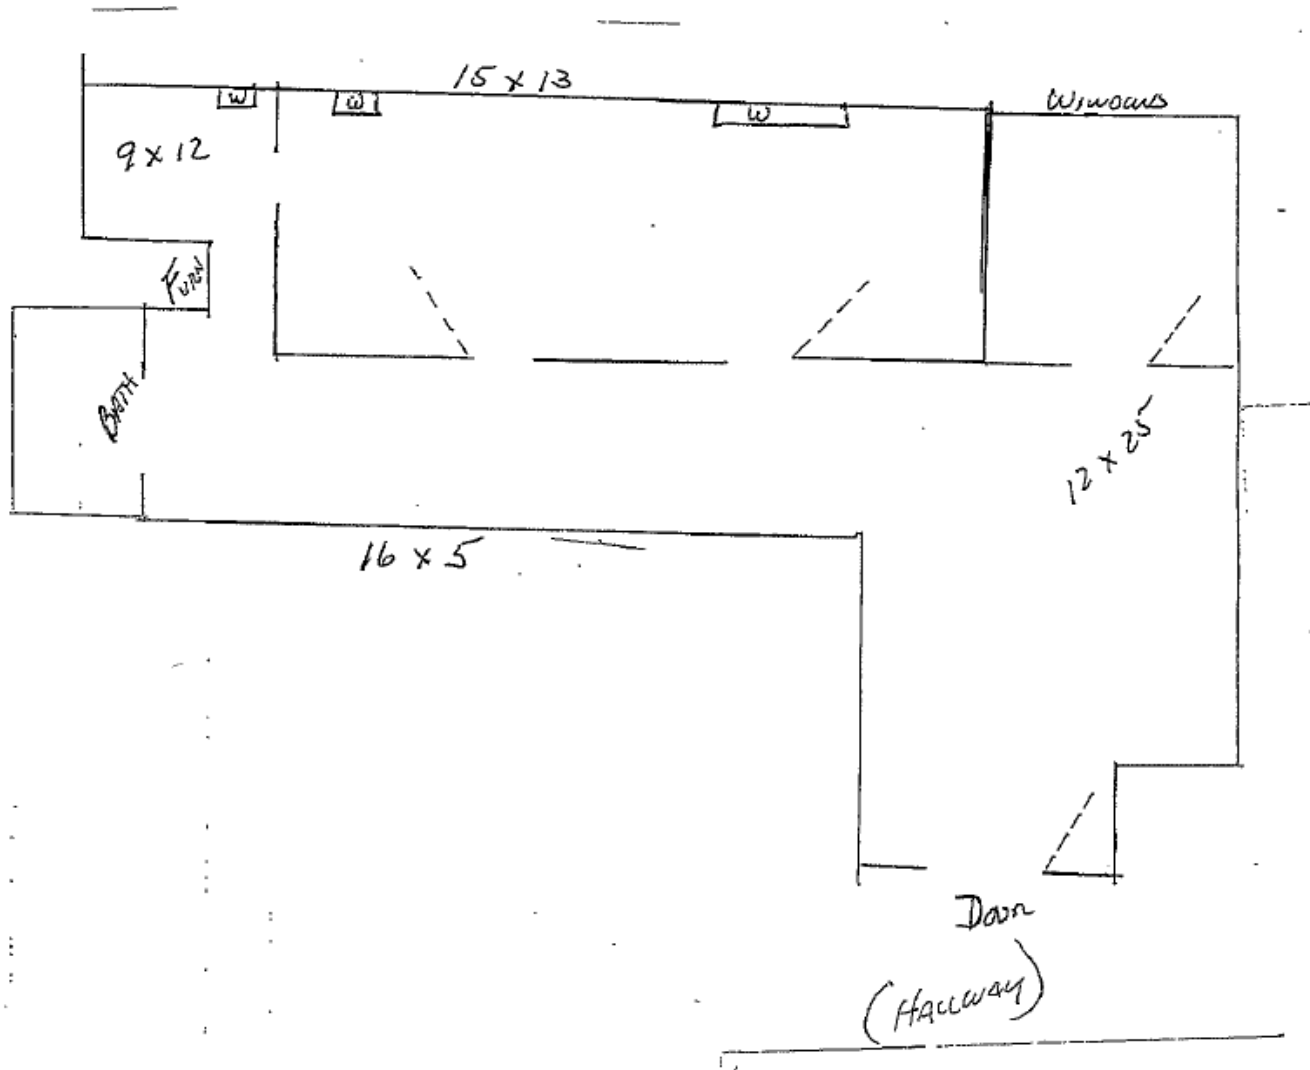 15 x 13
WINDOWS
W
W
W
9 x 12
FURN
BATH
12 x 25
16 x 5
Door
(HALLWAY)